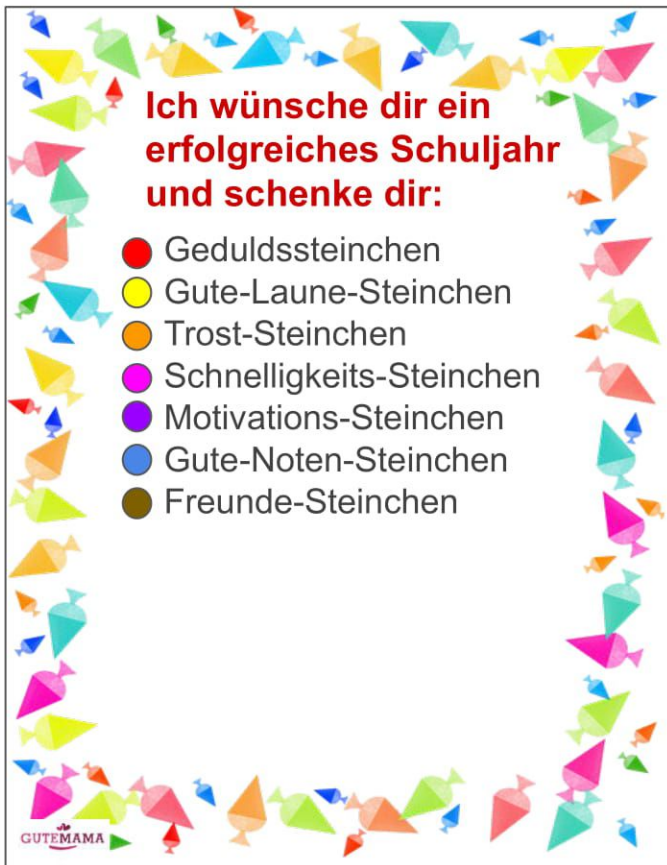 Ich wünsche dir ein
erfolgreiches Schuljahr
und schenke dir:
Geduldssteinchen
Gute-Laune-Steinchen
Trost-Steinchen
Schnelligkeits-Steinchen
Motivations-Steinchen
Gute-Noten-Steinchen
Freunde-Steinchen
GUTEMAMA